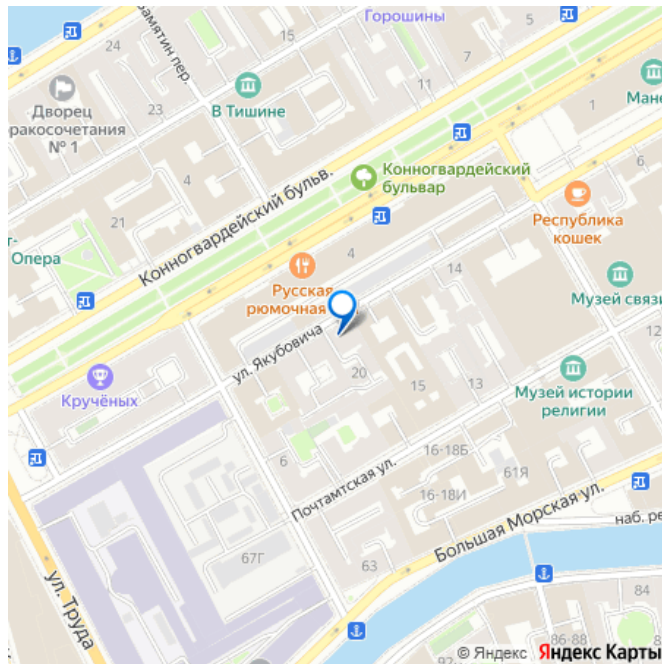 Горошины
15
7
Замятин пер.
11
В Тишине
Мане
1
Дворец
ракосочетания
№ 1
23
4
6
Конногвардейский
бульвар
21
Республика
кошек
т-
Опера
Конногвардейский бульв.
4
14
Русская
рюмочная
Музей связи
ул. Якубовича
12
20
Музей истории
религии
13
15
Кручёных
16-18Б
6
61Я
Почтамтская ул.
16-18И
Большая Морская ул.
наб. ре
67Г
63
ул. Труда
84
86-88
92
© Яндекс Яндекс Карты